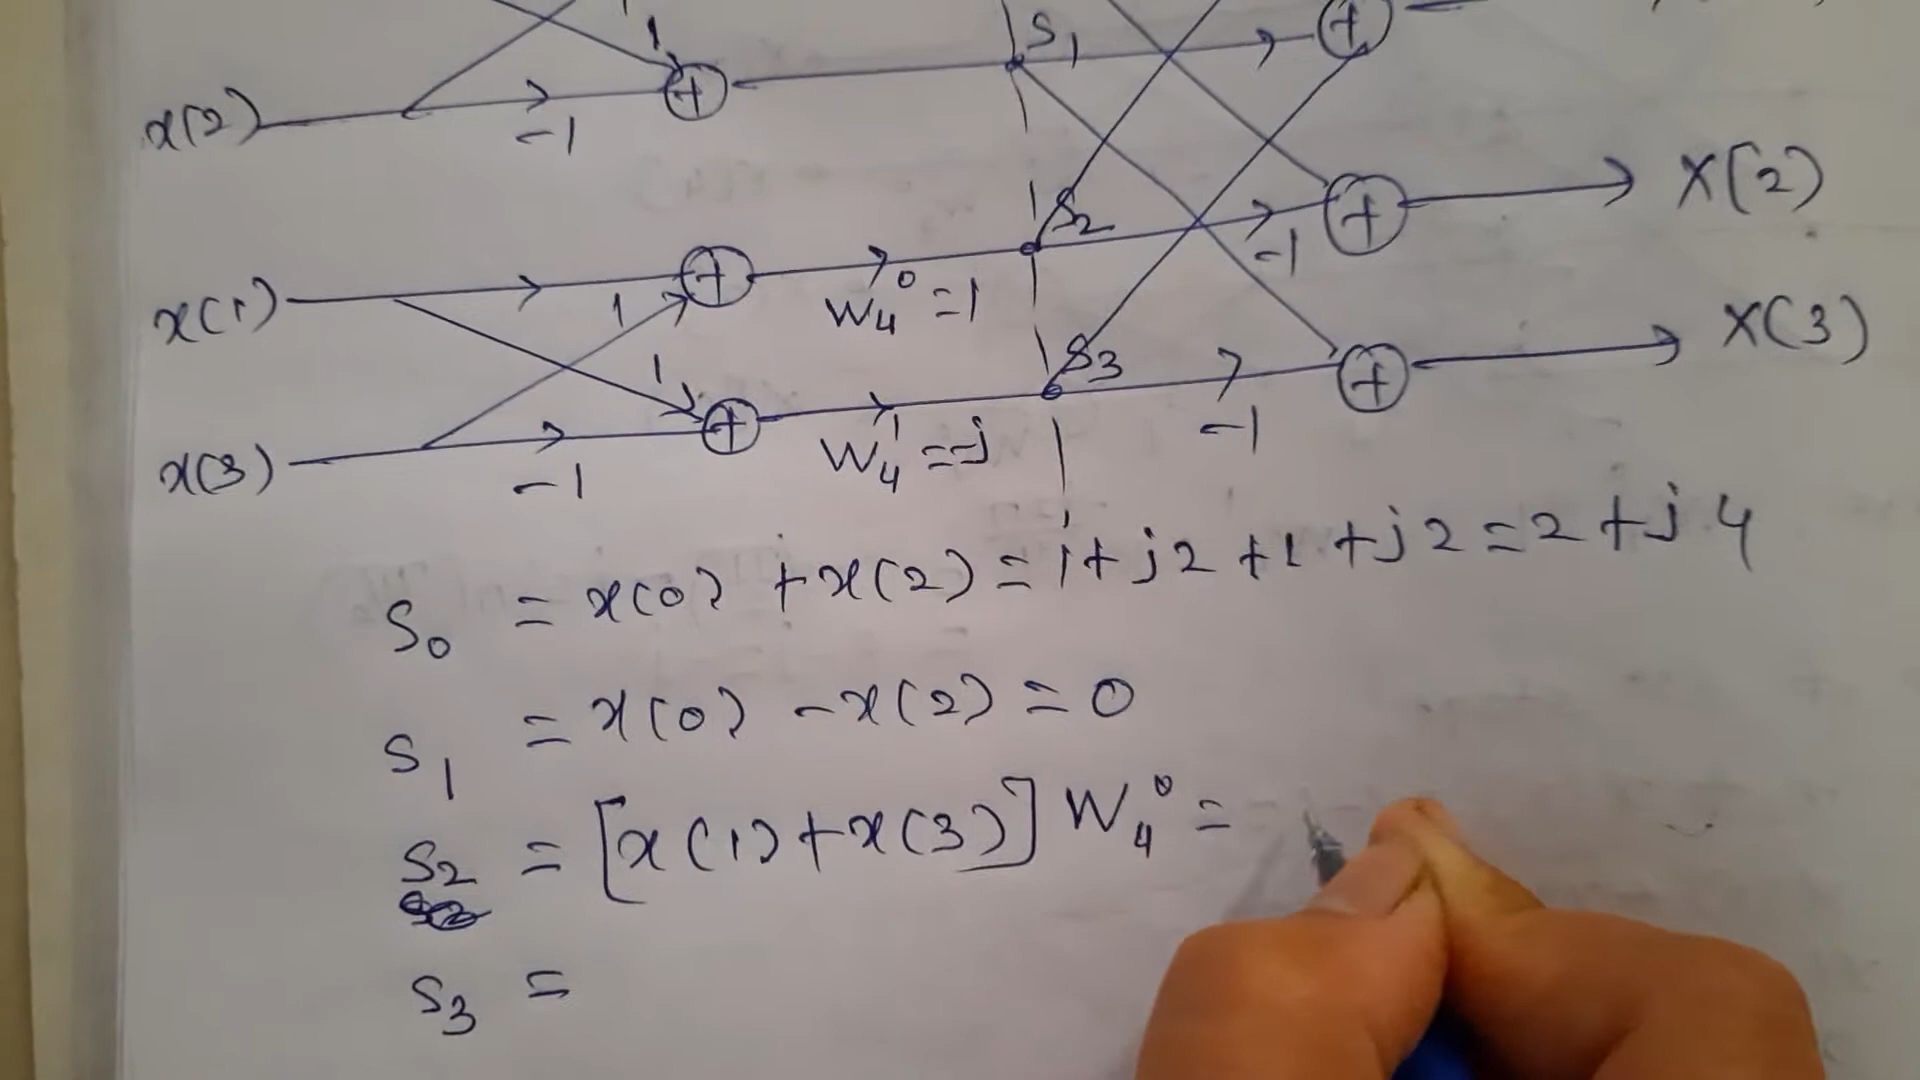 S1
1
x(2)
-1
X(2)
S2
-1
x(1)
1
W4^0 = 1
X(3)
S3
1
-1
x(3)
-1
W4^1 = -j
S0 = x(0) + x(2) = 1 + j2 + 1 + j2 = 2 + j4
S1 = x(0) - x(2) = 0
S2 = [x(1) + x(3)] W4^0 =
S3 =